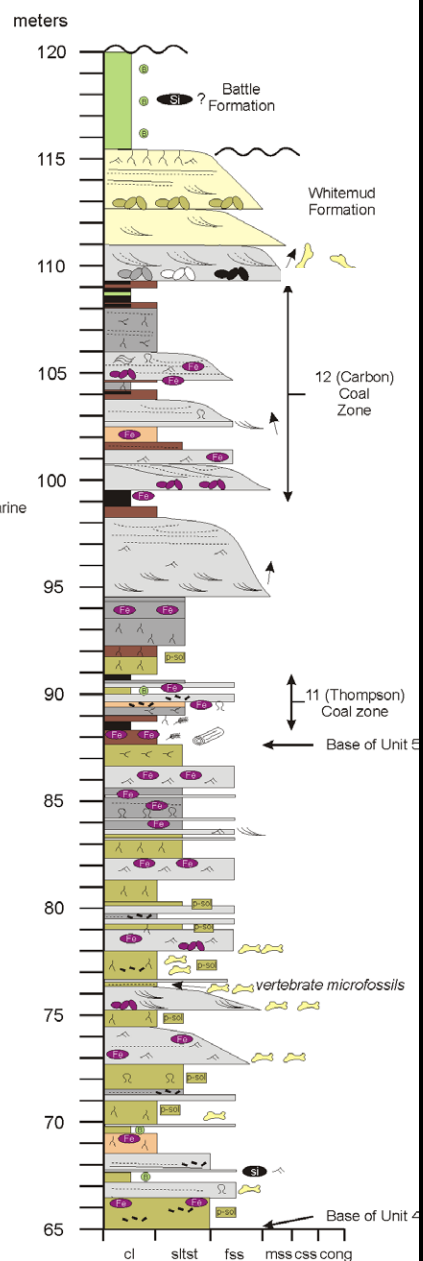 meters
120
B
Si ? Battle
Formation
B
B
115
Whitemud
Formation
110
105
Fe
Fe
12 (Carbon)
Coal
Zone
Fe
Fe
100
Fe
arine
95
Fe Fe
p-sol
Fe
90
B
Fe
11 (Thompson)
Coal zone
Fe Fe
Base of Unit 5
Fe Fe
85
Fe
Fe
Fe
Fe Fe
80
p-sol
p-sol
Fe
p-sol
vertebrate microfossils
75
p-sol
Fe
Fe
p-sol
70
p-sol
Fe
si
Fe Fe
p-sol
Base of Unit 4
65
cl sltst fss mss css cong